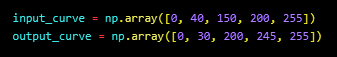 input_curve = np.array([0, 40, 150, 200, 255])
output_curve = np.array([0, 30, 200, 245, 255])